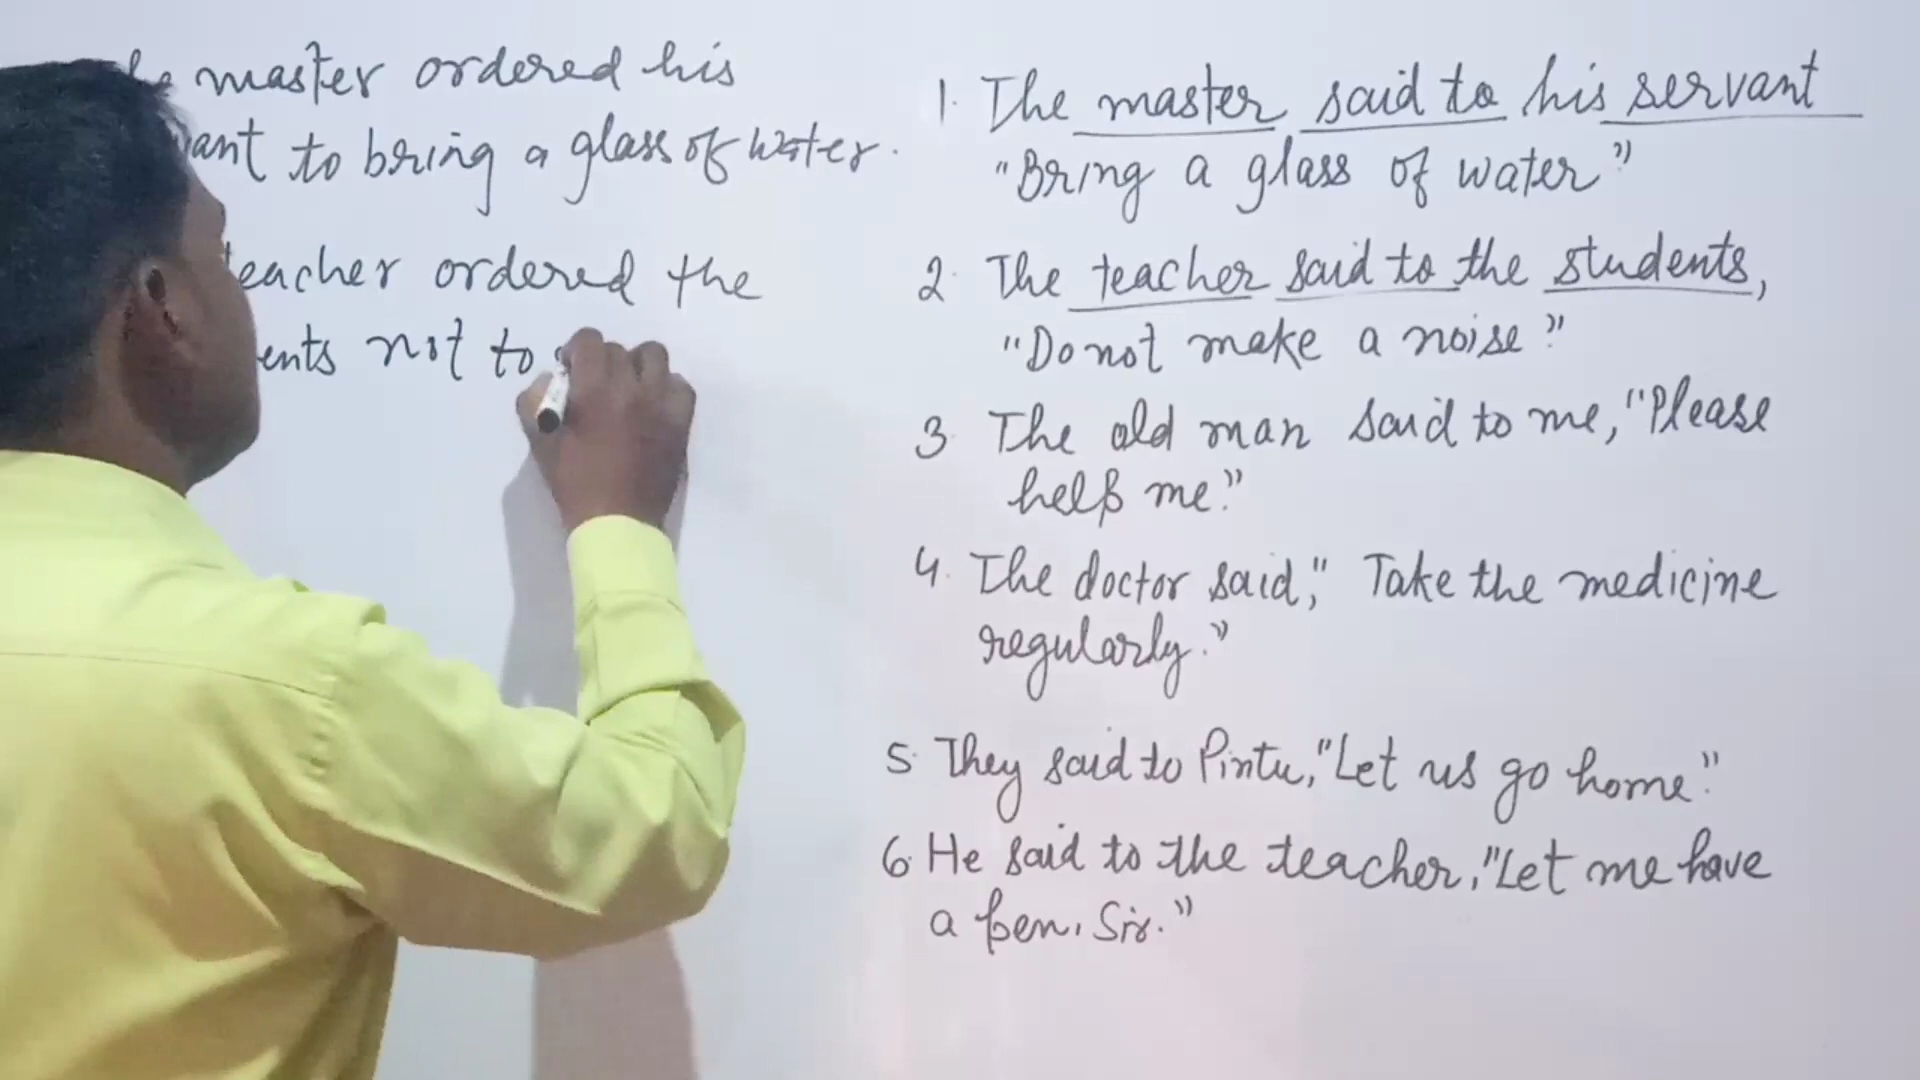 master ordered his
to bring a glass of water.
ordered the
not to
1. The master said to his servant
"Bring a glass of water"
2. The teacher said to the students,
"Do not make a noise"
3. The old man said to me, "Please
help me."
4. The doctor said," Take the medicine
regularly."
5. They said to Pintu, "Let us go home."
6. He said to the teacher, "Let me have
a pen, Sir."